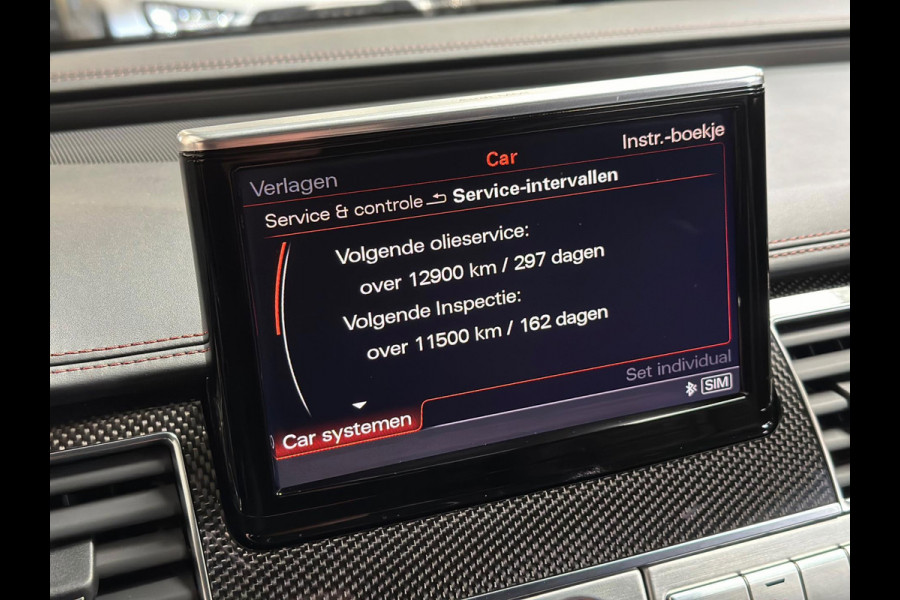 Car
Verlagen
Instr.-boekje
Service & controle Service-intervallen
Volgende olieservice:
over 12900 km / 297 dagen
Volgende Inspectie:
over 11500 km / 162 dagen
Set individual
Car systemen
SIM